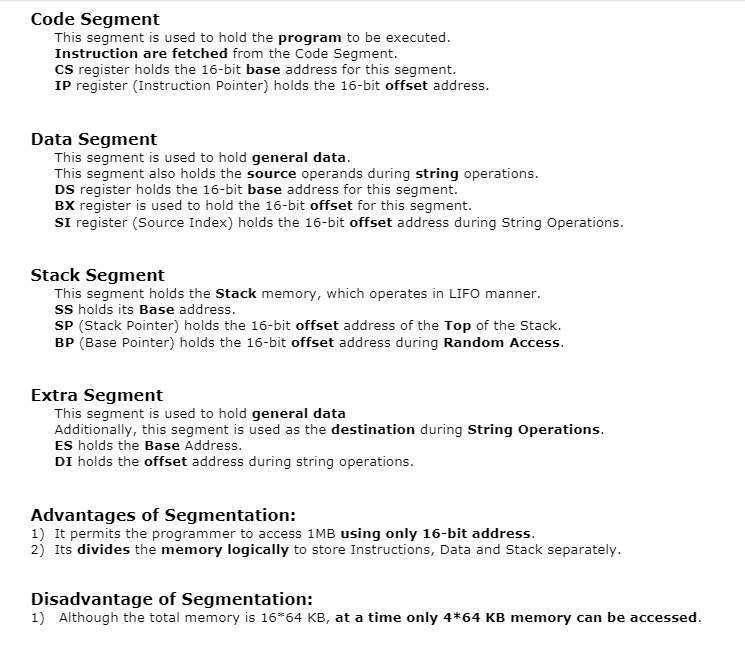 Code Segment
This segment is used to hold the program to be executed.
Instruction are fetched from the Code Segment.
CS register holds the 16-bit base address for this segment.
IP register (Instruction Pointer) holds the 16-bit offset address.
Data Segment
This segment is used to hold general data.
This segment also holds the source operands during string operations.
DS register holds the 16-bit base address for this segment.
BX register is used to hold the 16-bit offset for this segment.
SI register (Source Index) holds the 16-bit offset address during String Operations.
Stack Segment
This segment holds the Stack memory, which operates in LIFO manner.
SS holds its Base address.
SP (Stack Pointer) holds the 16-bit offset address of the Top of the Stack.
BP (Base Pointer) holds the 16-bit offset address during Random Access.
Extra Segment
This segment is used to hold general data
Additionally, this segment is used as the destination during String Operations.
ES holds the Base Address.
DI holds the offset address during string operations.
Advantages of Segmentation:
1) It permits the programmer to access 1MB using only 16-bit address.
2) Its divides the memory logically to store Instructions, Data and Stack separately.
Disadvantage of Segmentation:
1) Although the total memory is 16*64 KB, at a time only 4*64 KB memory can be accessed.